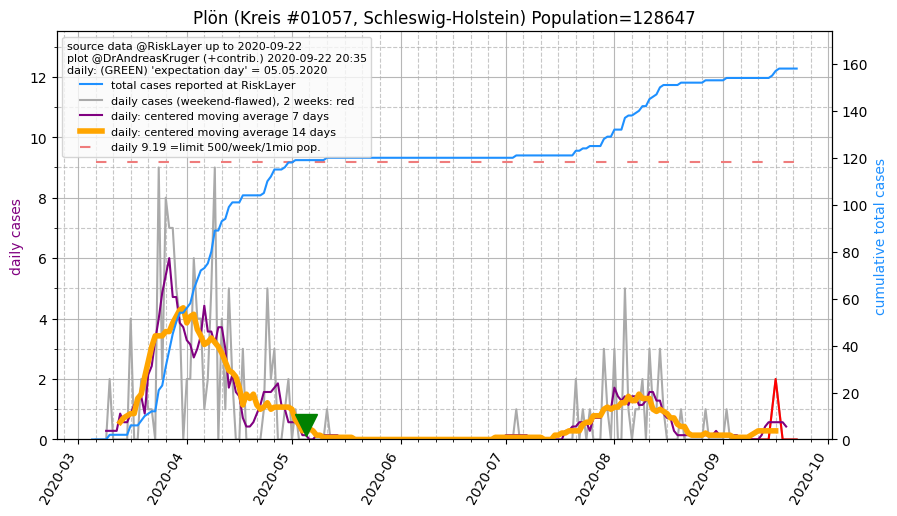 Plön (Kreis #01057, Schleswig-Holstein) Population=128647
source data @RiskLayer up to 2020-09-22
plot @DrAndreasKruger (+contrib.) 2020-09-22 20:35
daily: (GREEN) 'expectation day' = 05.05.2020
total cases reported at RiskLayer
daily cases (weekend-flawed), 2 weeks: red
daily: centered moving average 7 days
daily: centered moving average 14 days
daily 9.19 =limit 500/week/1mio pop.
daily cases
12
10
8
6
4
2
0
160
140
120
100
80
60
40
20
0
cumulative total cases
2020-03
2020-04
2020-05
2020-06
2020-07
2020-08
2020-09
2020-10